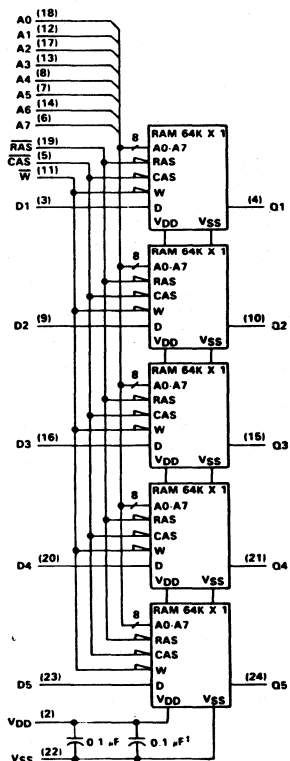 A0 (18)
A1 (12)
A2 (17)
A3 (13)
A4 (8)
A5 (7)
A6 (14)
A7 (6)
RAS (19)
CAS (5)
W (11)
RAM 64K X 1
8 A0-A7
RAS
CAS
W
D1 (3) D (4) Q1
VDD VSS
RAM 64K X 1
8 A0-A7
RAS
CAS
W
D2 (9) D (10) Q2
VDD VSS
RAM 64K X 1
8 A0-A7
RAS
CAS
W
D3 (16) D (15) Q3
VDD VSS
RAM 64K X 1
8 A0-A7
RAS
CAS
W
D4 (20) D (21) Q4
VDD VSS
RAM 64K X 1
8 A0-A7
RAS
CAS
W
D5 (23) D (24) Q5
VDD VSS
VDD (2)
0.1 µF 0.1 µF†
VSS (22)